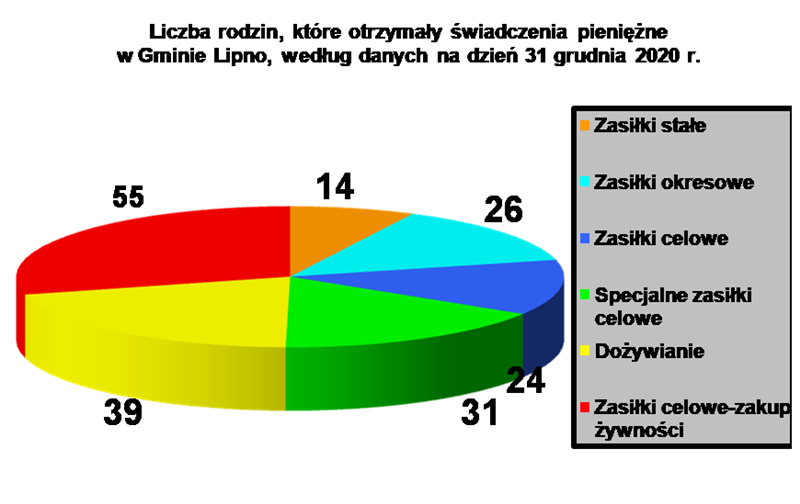 Liczba rodzin, które otrzymały świadczenia pieniężne
w Gminie Lipno, według danych na dzień 31 grudnia 2020 r.
55
14
26
24
31
39
Zasiłki stałe
Zasiłki okresowe
Zasiłki celowe
Specjalne zasiłki
celowe
Dożywianie
Zasiłki celowe-zakup
żywności